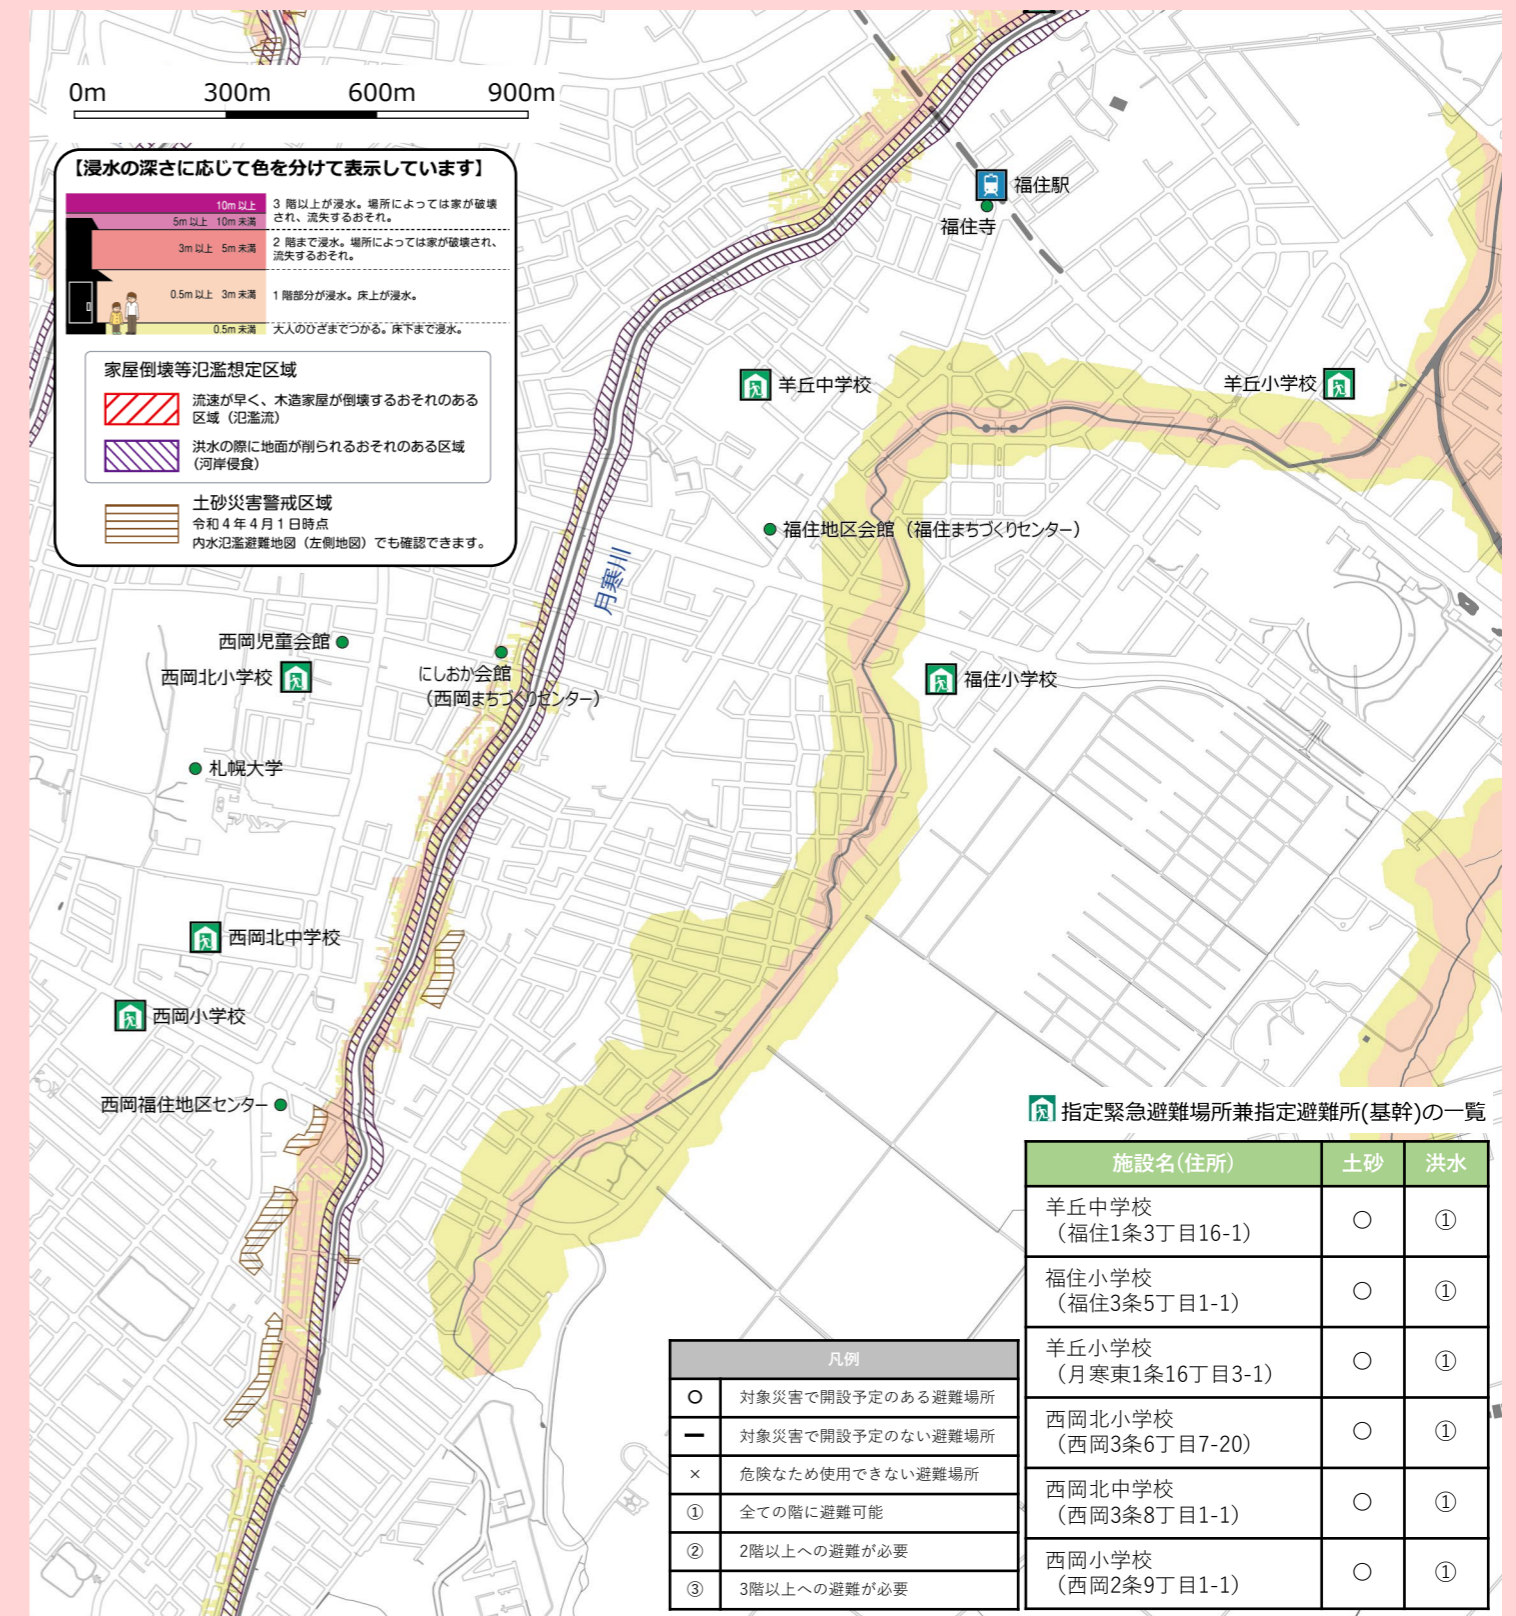 0m 300m 600m 900m
【浸水の深さに応じて色を分けて表示しています】
10m 以上
5m 以上 10m 未満
3 階以上が浸水。場所によっては家が破壊
され、流失するおそれ。
3m 以上 5m 未満
2 階まで浸水。場所によっては家が破壊され、
流失するおそれ。
0.5m 以上 3m 未満
1 階部分が浸水。床上が浸水。
0.5m 未満
大人のひざまでつかる。床下まで浸水。
家屋倒壊等氾濫想定区域
流速が早く、木造家屋が倒壊するおそれのある
区域（氾濫流）
洪水の際に地面が削られるおそれのある区域
（河岸侵食）
土砂災害警戒区域
令和４年４月１日時点
内水氾濫避難地図（左側地図）でも確認できます。
福住駅
福住寺
羊丘中学校
羊丘小学校
福住地区会館（福住まちづくりセンター）
月寒川
西岡児童会館
西岡北小学校
にしおか会館
（西岡まちづくりセンター）
福住小学校
札幌大学
西岡北中学校
西岡小学校
西岡福住地区センター
指定緊急避難場所兼指定避難所(基幹)の一覧
施設名(住所) 土砂 洪水
羊丘中学校
（福住1条3丁目16-1） ○ ①
福住小学校
（福住3条5丁目1-1） ○ ①
羊丘小学校
（月寒東1条16丁目3-1） ○ ①
西岡北小学校
（西岡3条6丁目7-20） ○ ①
西岡北中学校
（西岡3条8丁目1-1） ○ ①
西岡小学校
（西岡2条9丁目1-1） ○ ①
凡例
○ 対象災害で開設予定のある避難場所
ー 対象災害で開設予定のない避難場所
× 危険なため使用できない避難場所
① 全ての階に避難可能
② 2階以上への避難が必要
③ 3階以上への避難が必要